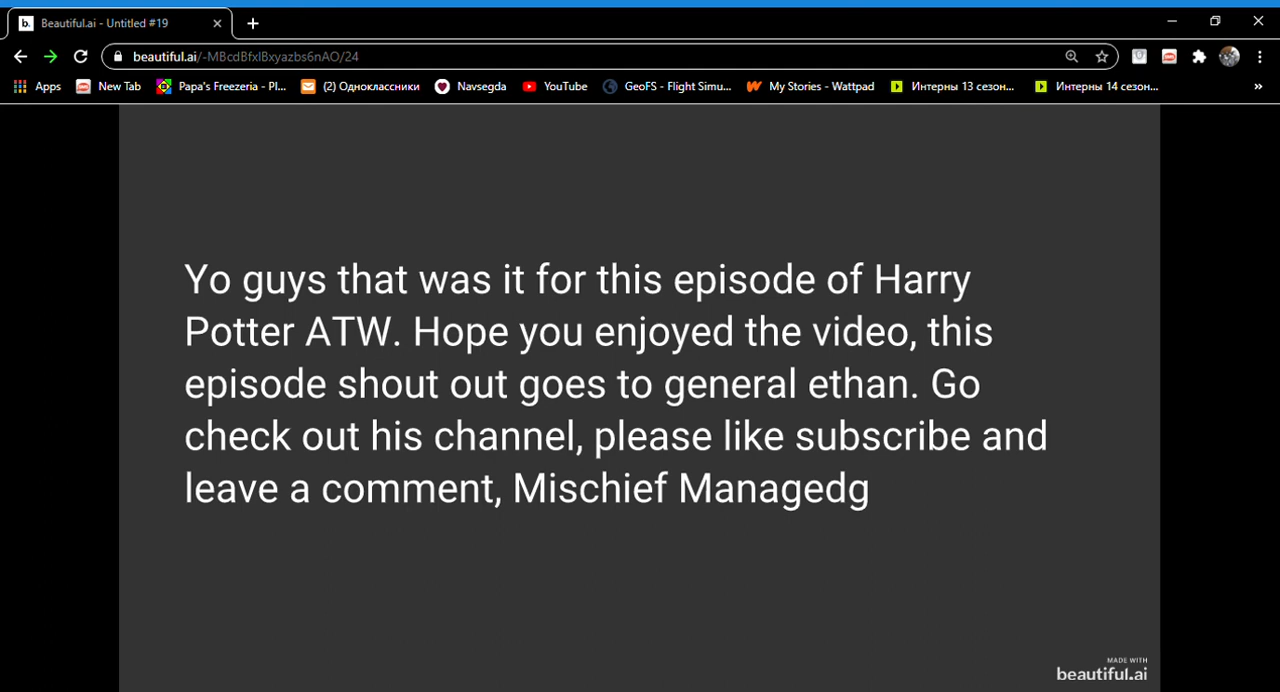 b. Beautiful.ai - Untitled #19
beautiful.ai/-MBcdBfxlBxyazbs6nAO/24
Apps New Tab Papa's Freezeria - Pl... (2) Одноклассники Navsegda YouTube GeoFS - Flight Simu... My Stories - Wattpad Интерны 13 сезон... Интерны 14 сезон... »
Yo guys that was it for this episode of Harry
Potter ATW. Hope you enjoyed the video, this
episode shout out goes to general ethan. Go
check out his channel, please like subscribe and
leave a comment, Mischief Managedg
MADE WITH
beautiful.ai